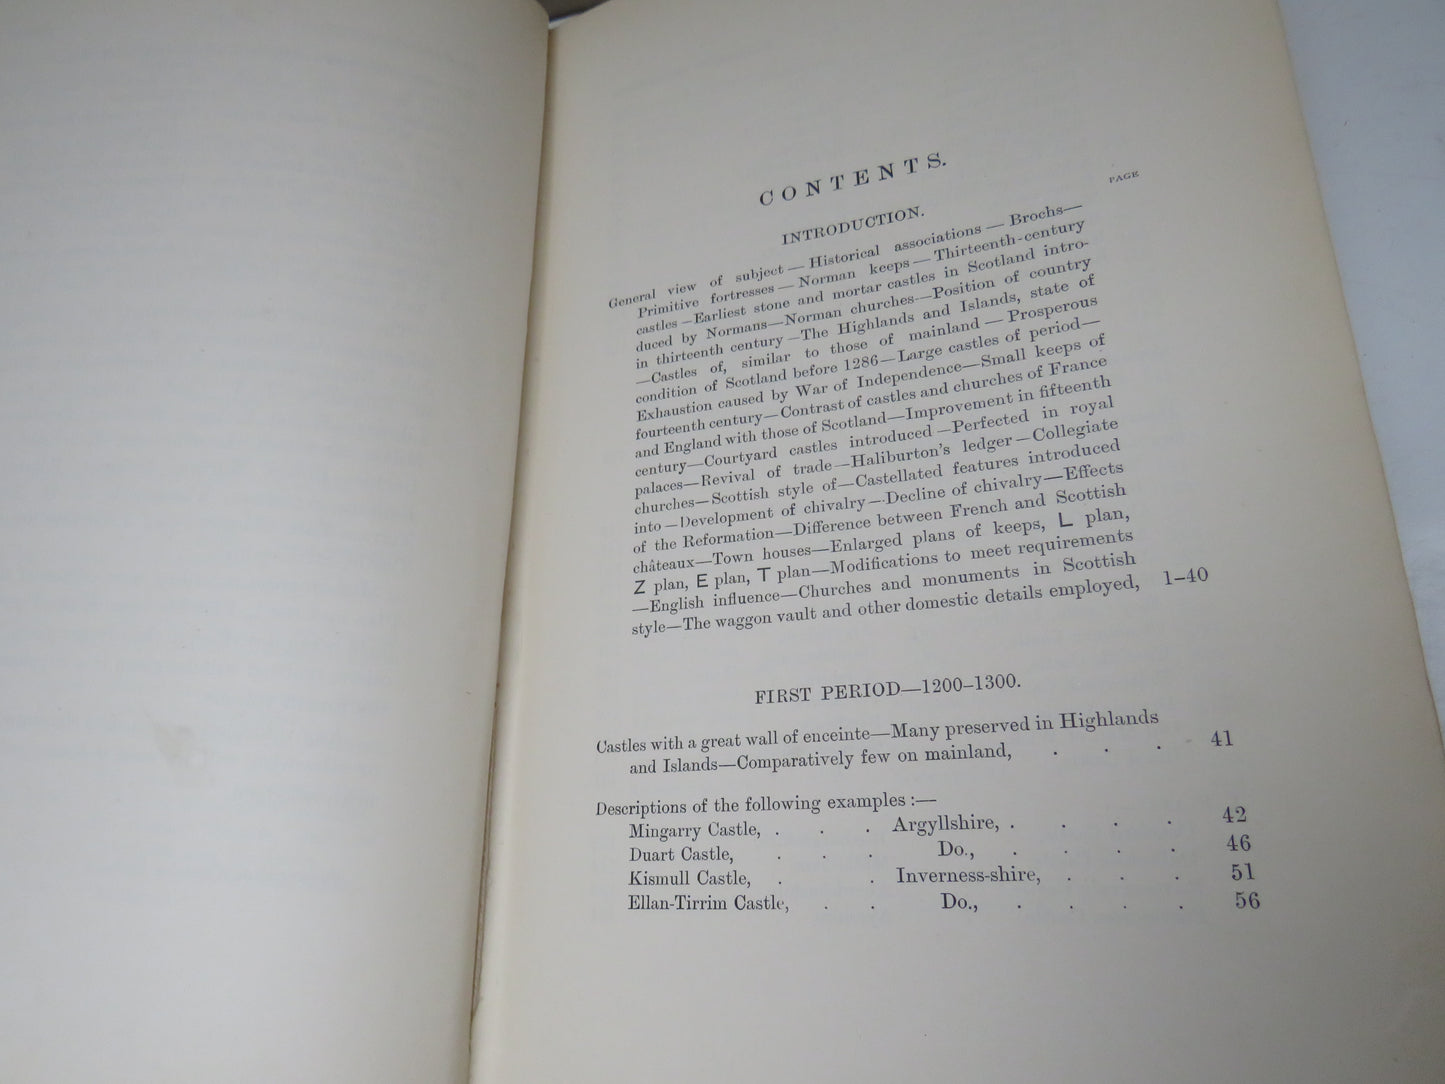 CONTENTS.
PAGE
INTRODUCTION.
General view of subject — Historical associations — Brochs—
Primitive fortresses — Norman keeps — Thirteenth-century
castles — Earliest stone and mortar castles in Scotland intro-
duced by Normans—Norman churches—Position of country
in thirteenth century—The Highlands and Islands, state of
—Castles of, similar to those of mainland — Prosperous
condition of Scotland before 1286—Large castles of period—
Exhaustion caused by War of Independence—Small keeps of
fourteenth century—Contrast of castles and churches of France
and England with those of Scotland—Improvement in fifteenth
century—Courtyard castles introduced—Perfected in royal
palaces—Revival of trade—Haliburton's ledger—Collegiate
churches—Scottish style of—Castellated features introduced
into—Development of chivalry—Decline of chivalry—Effects
of the Reformation—Difference between French and Scottish
châteaux—Town houses—Enlarged plans of keeps, L plan,
Z plan, E plan, T plan—Modifications to meet requirements
—English influence—Churches and monuments in Scottish
style—The waggon vault and other domestic details employed, 1–40
FIRST PERIOD—1200–1300.
Castles with a great wall of enceinte—Many preserved in Highlands
and Islands—Comparatively few on mainland, . . . 41
Descriptions of the following examples :—
Mingarry Castle, . . . Argyllshire, . . . . 42
Duart Castle, . . . Do., . . . . 46
Kismull Castle, . . Inverness-shire, . . . 51
Ellan-Tirrim Castle, . . Do., . . . . 56